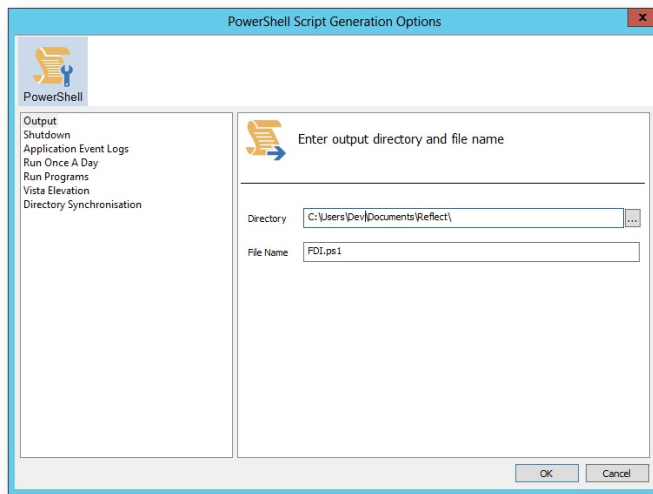 PowerShell Script Generation Options
x
PowerShell
Output
Shutdown
Application Event Logs
Run Once A Day
Run Programs
Vista Elevation
Directory Synchronisation
Enter output directory and file name
Directory
C:\Users\Dev\Documents\Reflect\
...
File Name
FDI.ps1
OK
Cancel